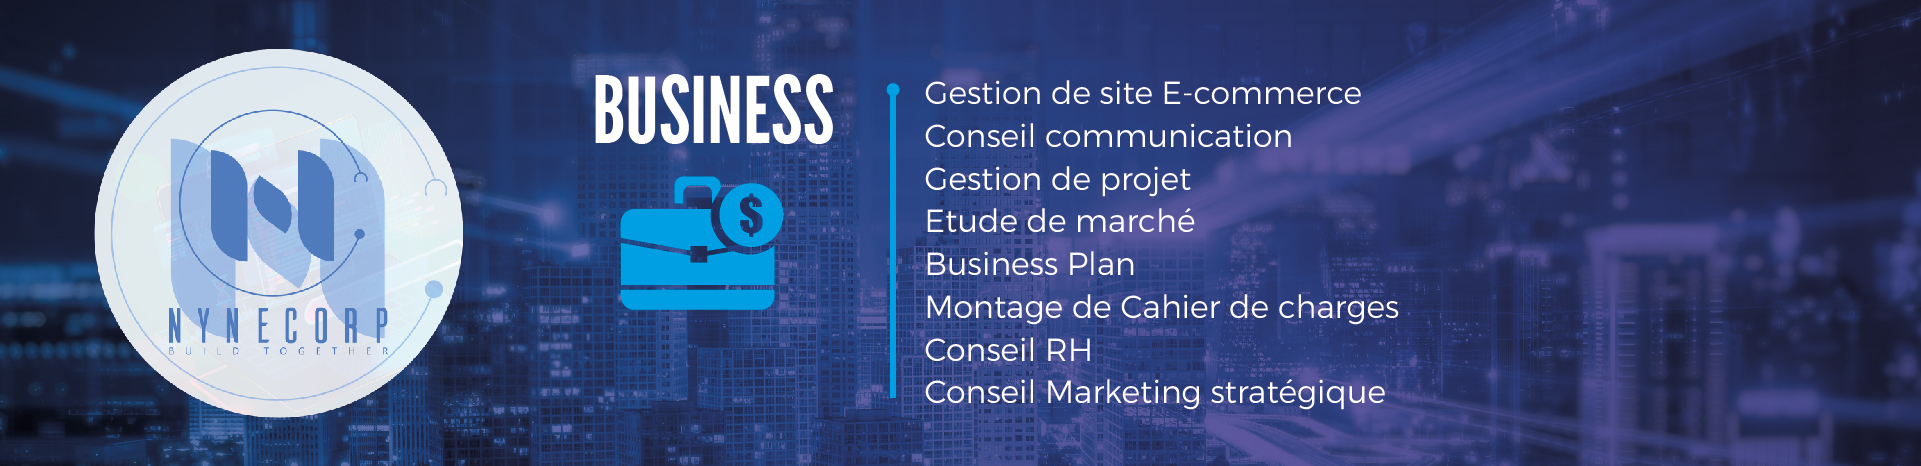 NYNECORP
BUILD TOGETHER
BUSINESS
$
Gestion de site E-commerce
Conseil communication
Gestion de projet
Etude de marché
Business Plan
Montage de Cahier de charges
Conseil RH
Conseil Marketing stratégique